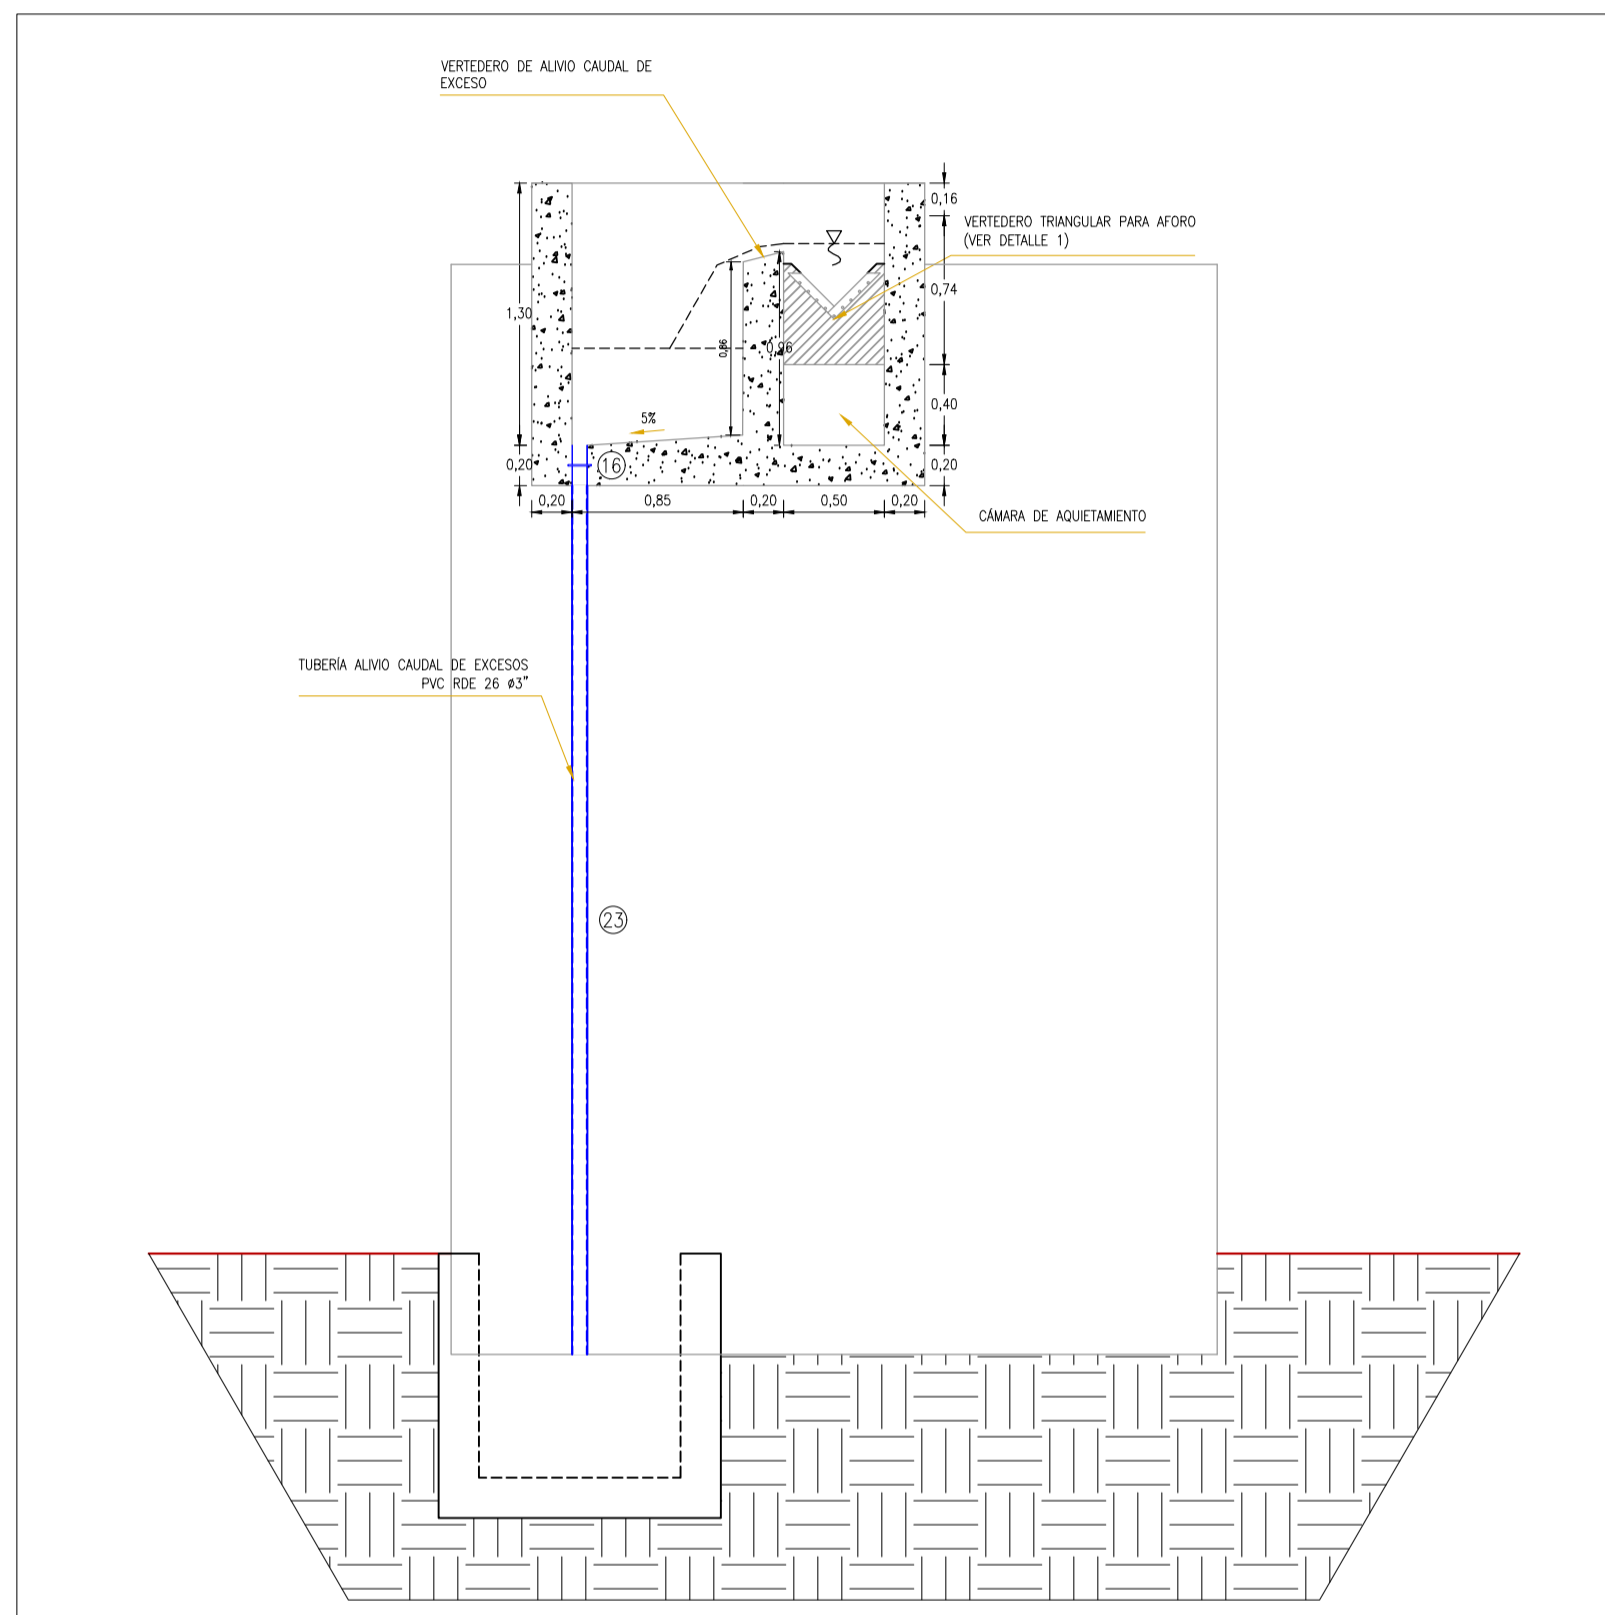 VERTEDERO DE ALIVIO CAUDAL DE
EXCESO
0,16
VERTEDERO TRIANGULAR PARA AFORO
(VER DETALLE 1)
0,74
1,30
0,86
0,96
0,40
5%
0,20
16
0,20
0,20
0,85
0,20
0,50
0,20
CÁMARA DE AQUIETAMIENTO
TUBERÍA ALIVIO CAUDAL DE EXCESOS
PVC RDE 26 ø3"
23